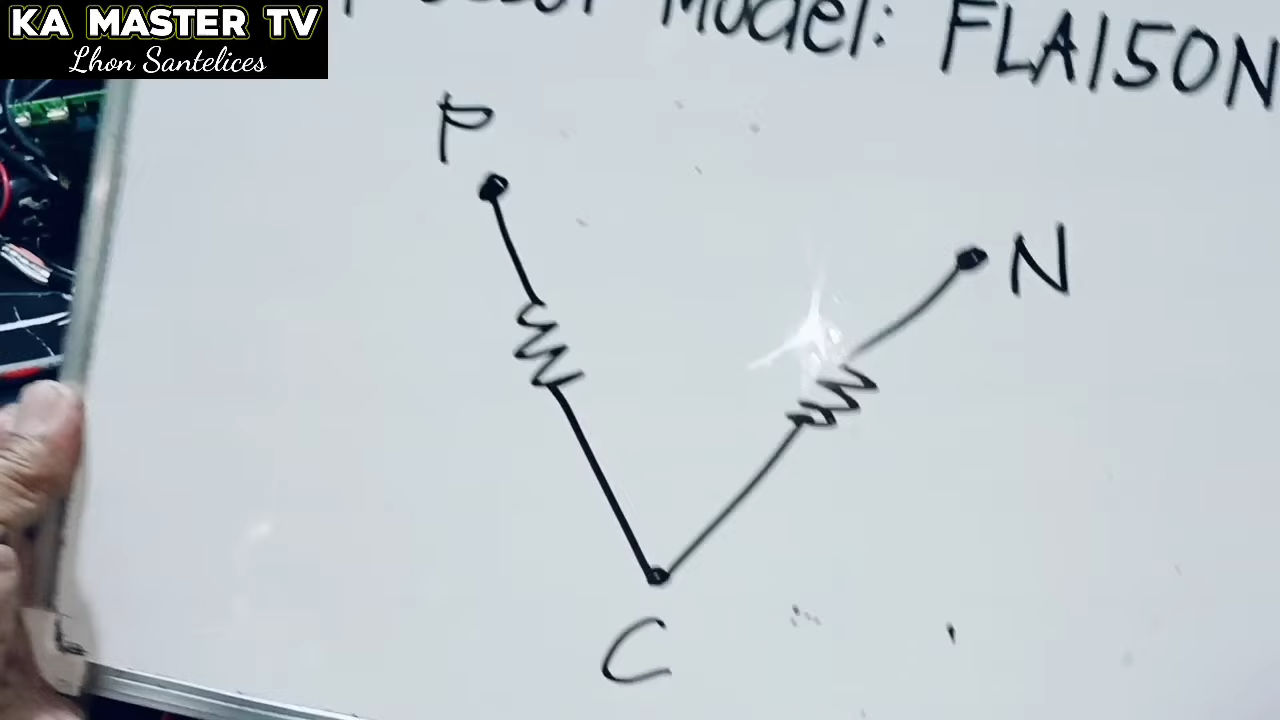 KA MASTER TV
Lhon Santelices
Model: FLA150N
P
N
C